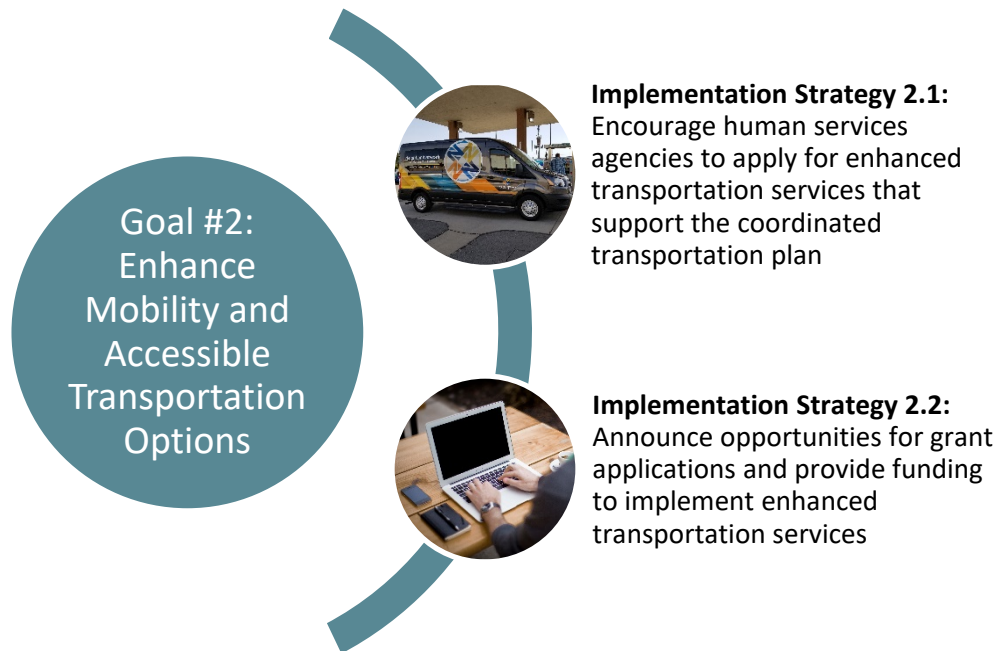 Goal #2:
Enhance
Mobility and
Accessible
Transportation
Options
Implementation Strategy 2.1:
Encourage human services
agencies to apply for enhanced
transportation services that
support the coordinated
transportation plan
Implementation Strategy 2.2:
Announce opportunities for grant
applications and provide funding
to implement enhanced
transportation services